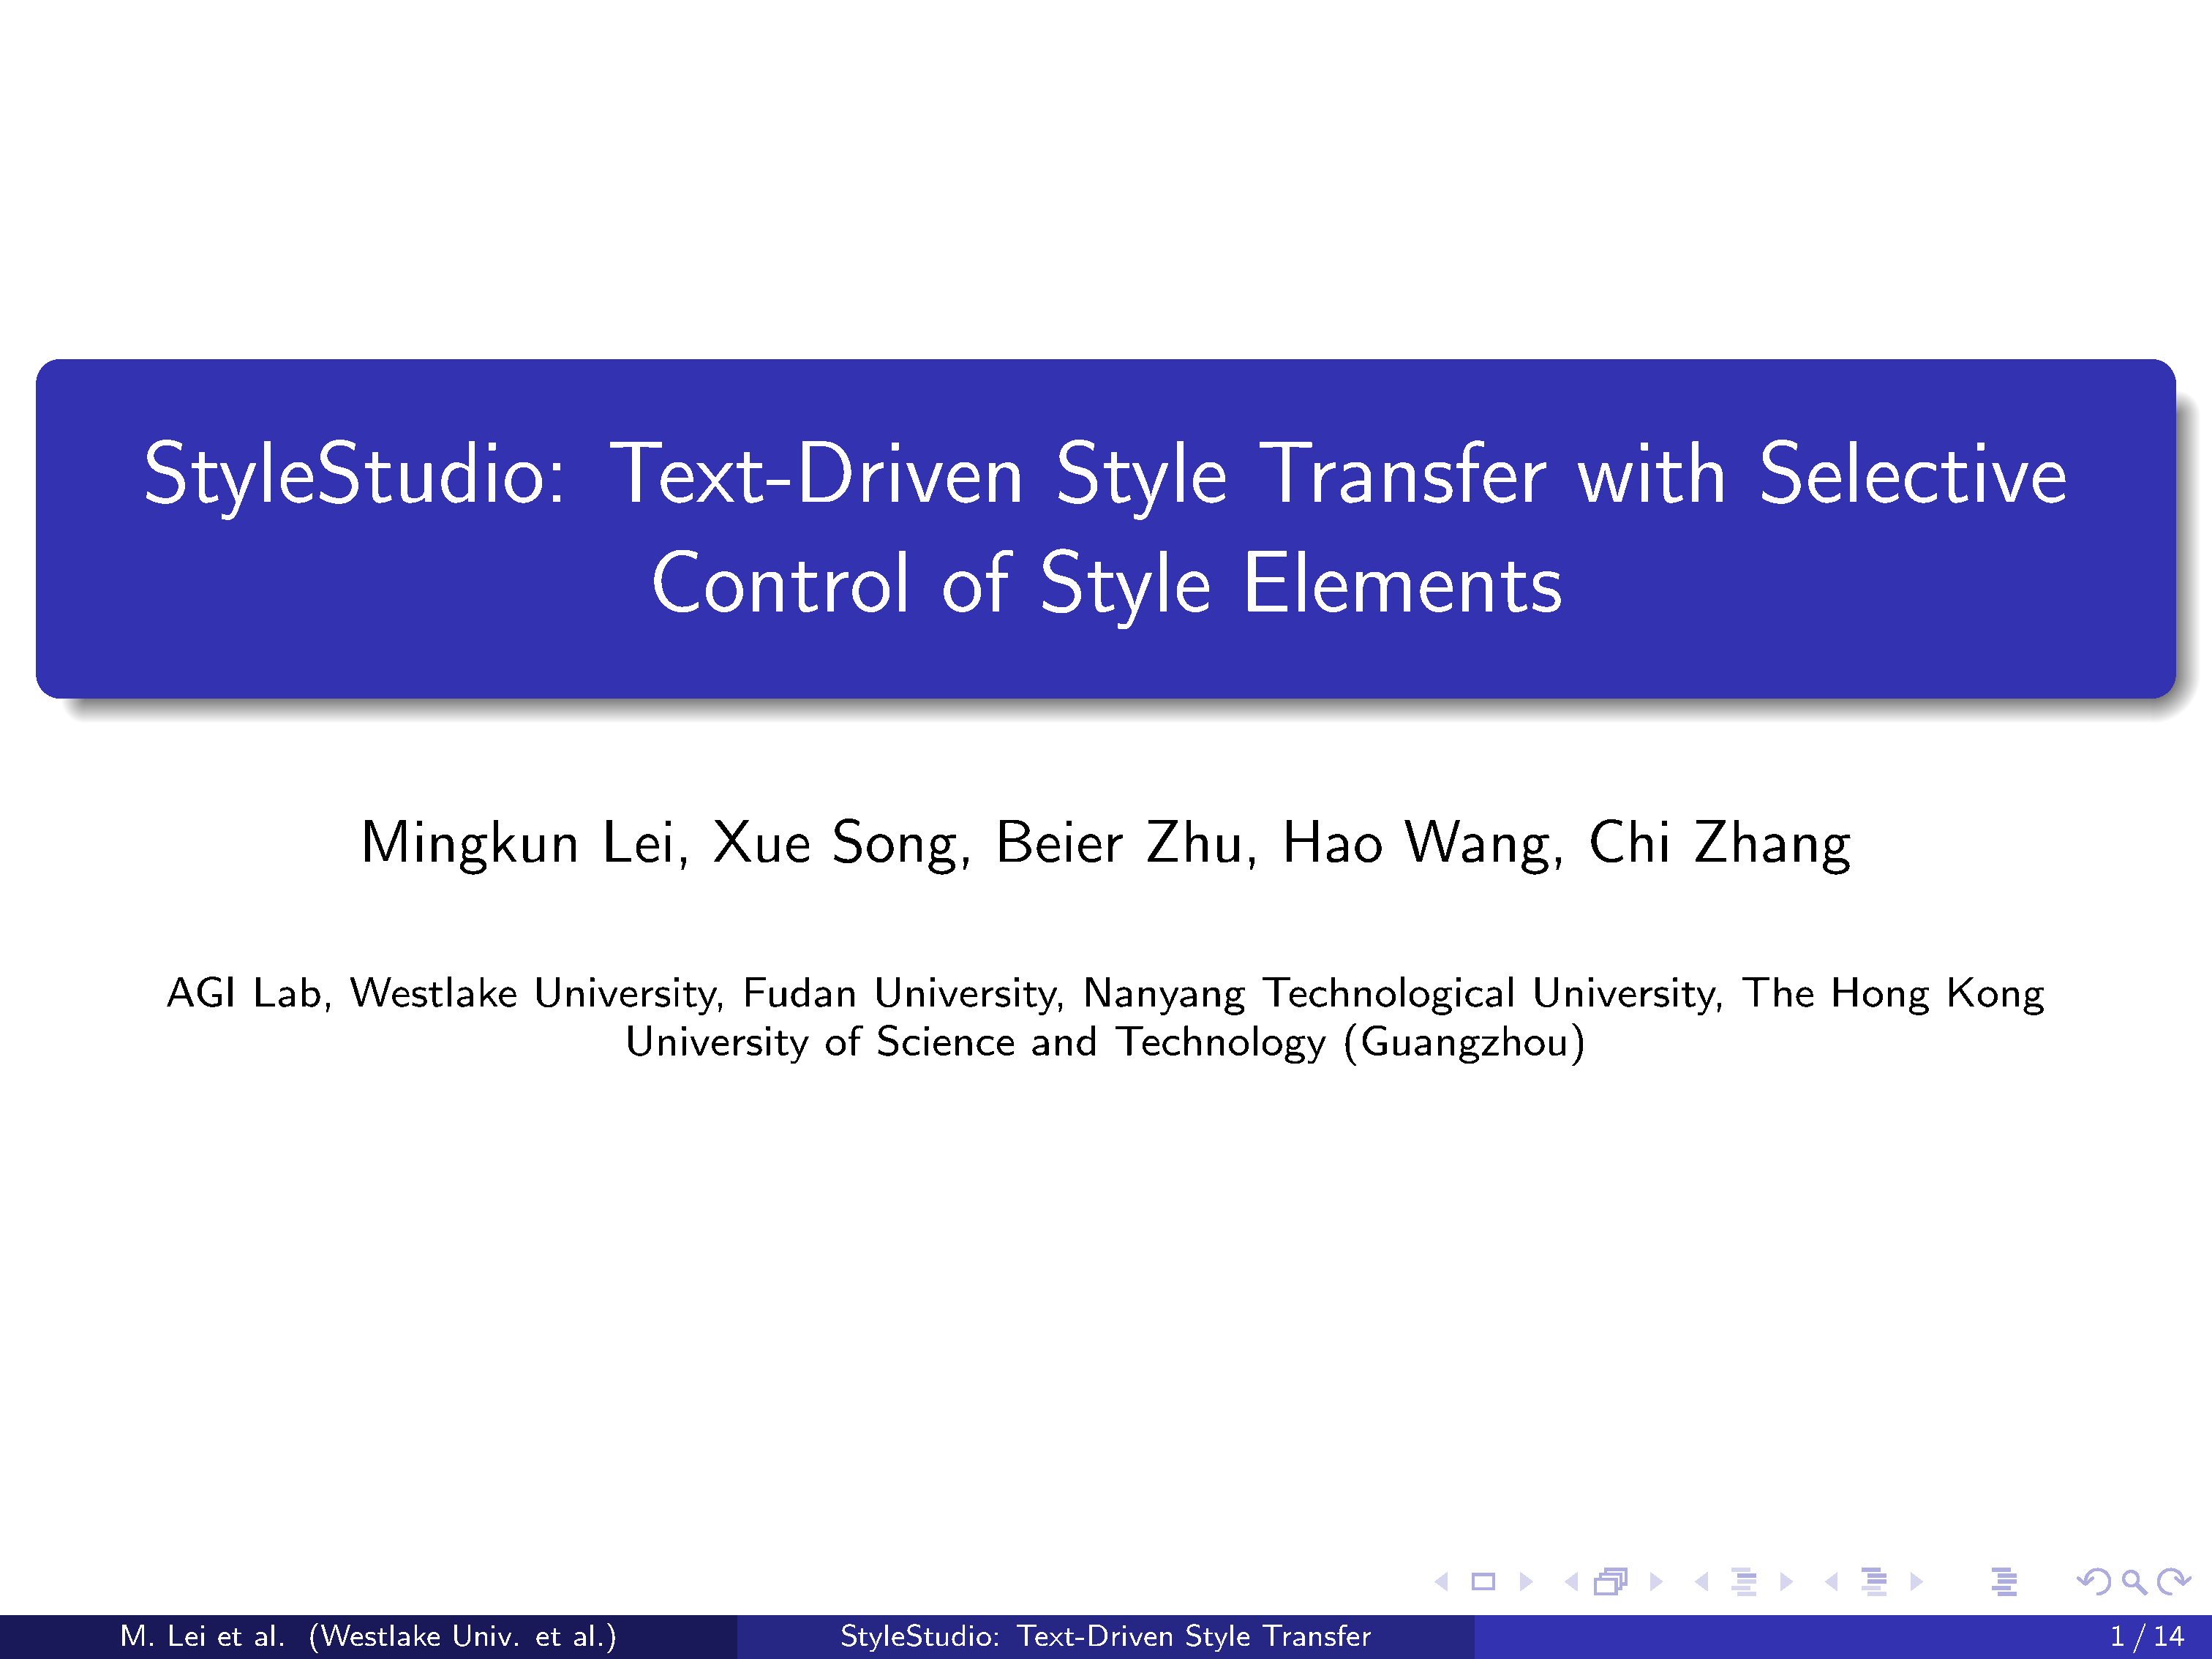 StyleStudio: Text-Driven Style Transfer with Selective
Control of Style Elements
Mingkun Lei, Xue Song, Beier Zhu, Hao Wang, Chi Zhang
AGI Lab, Westlake University, Fudan University, Nanyang Technological University, The Hong Kong
University of Science and Technology (Guangzhou)
M. Lei et al. (Westlake Univ. et al.)
StyleStudio: Text-Driven Style Transfer
1 / 14